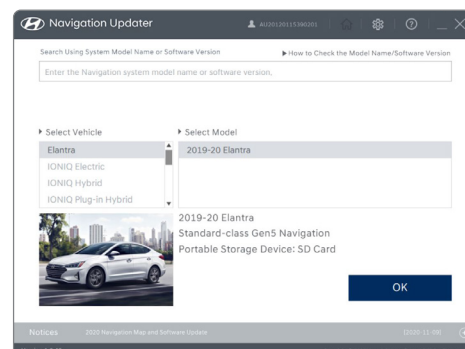 Navigation Updater
Search Using System Model Name or Software Version
▶How to Check the Model Name/Software Version
Enter the Navigation system model name or software version.
Select Vehicle
Select Model
Elantra
2019-20 Elantra
IONIQ Electric
IONIQ Hybrid
IONIQ Plug-in Hybrid
2019-20 Elantra
Standard-class Gen5 Navigation
Portable Storage Device: SD Card
OK
Notices
2020 Navigation Map and Software Update
[2020-11-09]